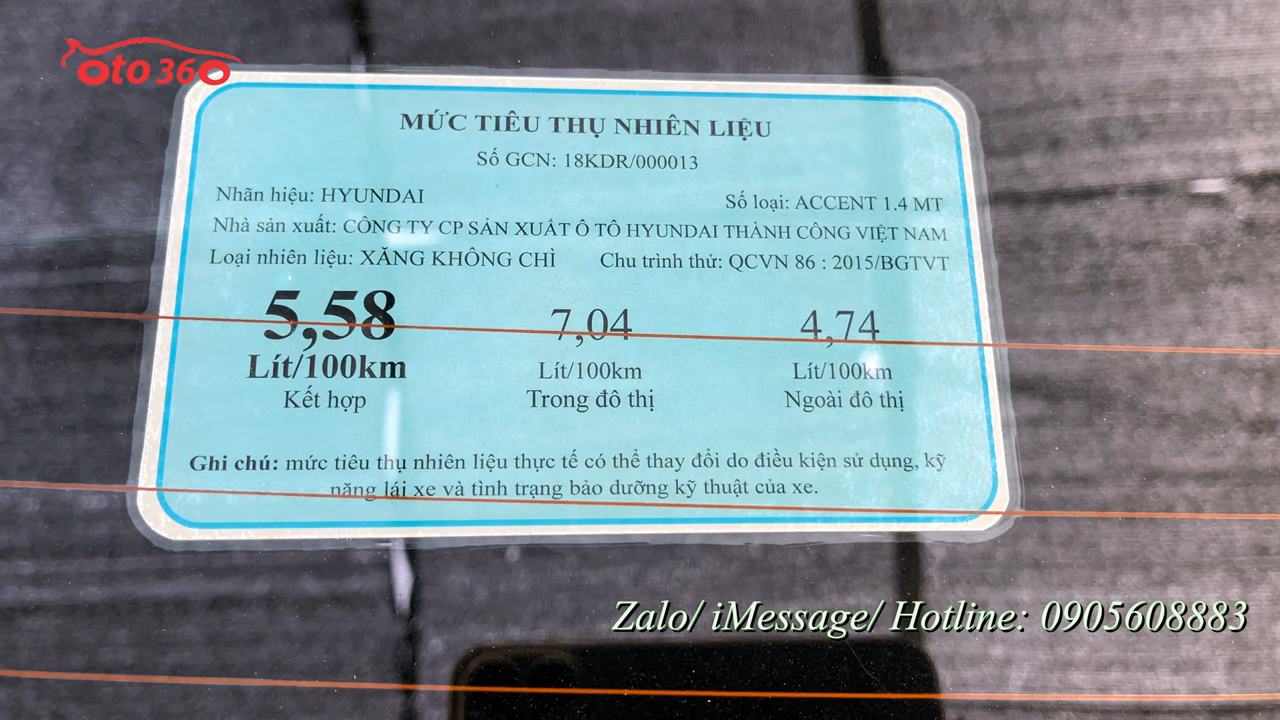 oto 360
MỨC TIÊU THỤ NHIÊN LIỆU
Số GCN: 18KDR/000013
Nhãn hiệu: HYUNDAI Số loại: ACCENT 1.4 MT
Nhà sản xuất: CÔNG TY CP SẢN XUẤT Ô TÔ HYUNDAI THÀNH CÔNG VIỆT NAM
Loại nhiên liệu: XĂNG KHÔNG CHÌ Chu trình thử: QCVN 86 : 2015/BGTVT
5,58 7,04 4,74
Lít/100km Lít/100km Lít/100km
Kết hợp Trong đô thị Ngoài đô thị
Ghi chú: mức tiêu thụ nhiên liệu thực tế có thể thay đổi do điều kiện sử dụng, kỹ
năng lái xe và tình trạng bảo dưỡng kỹ thuật của xe.
Zalo/ iMessage/ Hotline: 0905608883